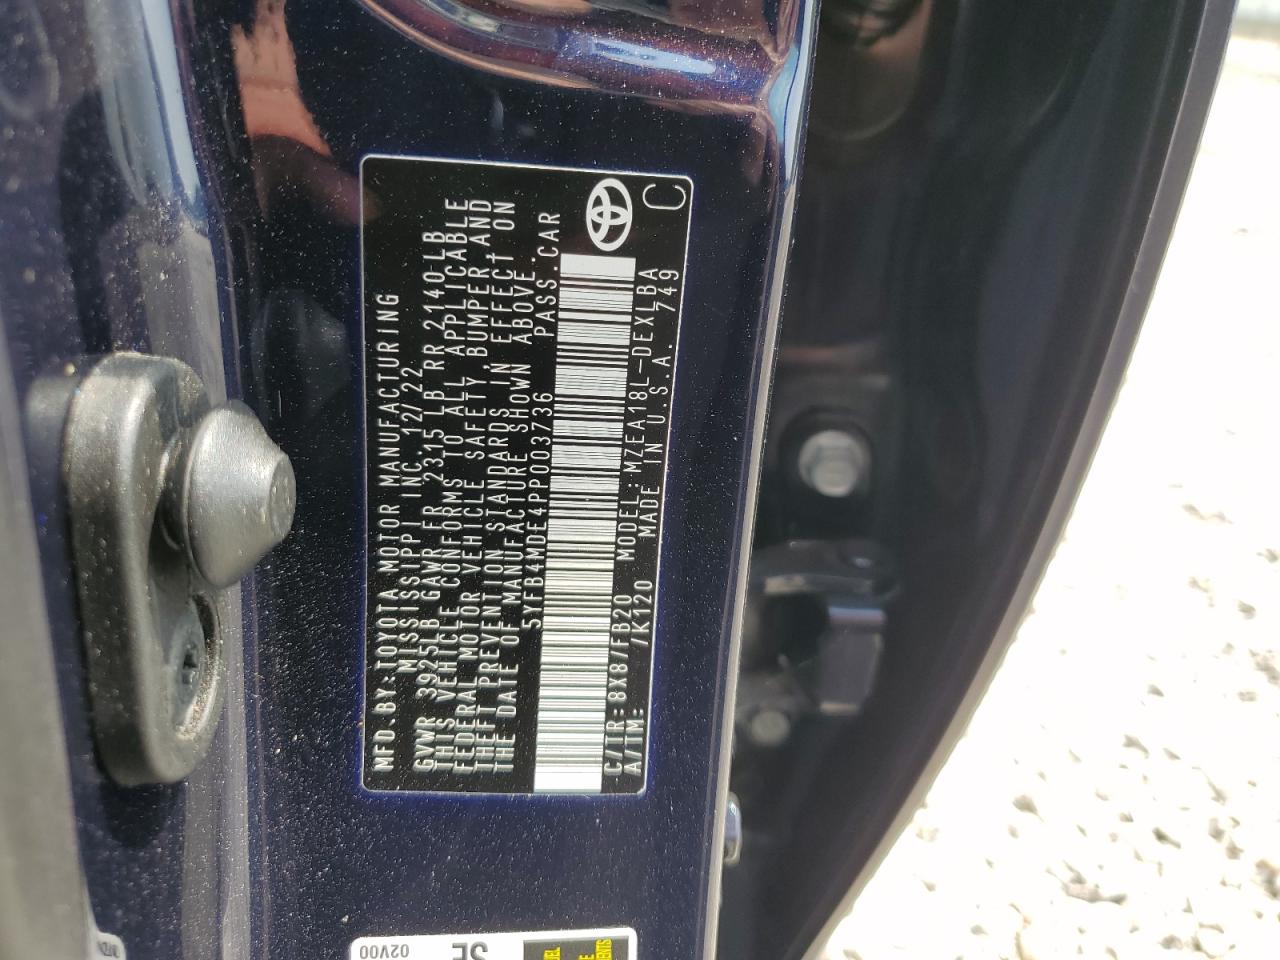 MFD.BY:TOYOTA MOTOR MANUFACTURING
MISSISSIPPI INC. 12/22
GVWR 3925LB GAWR FR 2315 LB RR 2140 LB
THIS VEHICLE CONFORMS TO ALL APPLICABLE
FEDERAL MOTOR VEHICLE SAFETY, BUMPER, AND
THEFT PREVENTION STANDARDS IN EFFECT ON
THE DATE OF MANUFACTURE SHOWN ABOVE.
5YFB4MDE4PP003736 PASS.CAR
C/TR:8X87/FB20 MODEL:MZEA18L-DEXLBA
A/TM: /K120 MADE IN U.S.A. 749
C
02V00
SE